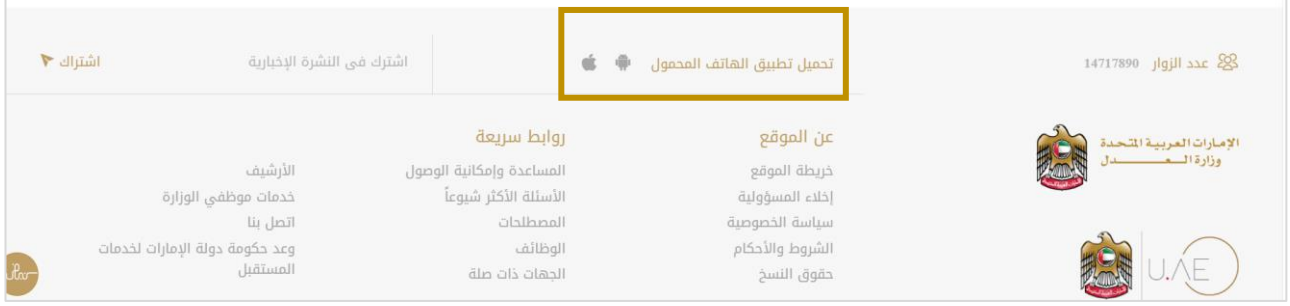 عدد الزوار 14717890
تحميل تطبيق الهاتف المحمول
اشترك في النشرة الإخبارية
اشتراك
الإمارات العربية المتحدة
وزارة العدل
U.AE
عن الموقع
خريطة الموقع
إخلاء المسؤولية
سياسة الخصوصية
الشروط والأحكام
حقوق النسخ
روابط سريعة
المساعدة وإمكانية الوصول
الأسئلة الأكثر شيوعاً
المصطلحات
الوظائف
الجهات ذات صلة
الأرشيف
خدمات موظفي الوزارة
اتصل بنا
وعد حكومة دولة الإمارات لخدمات
المستقبل